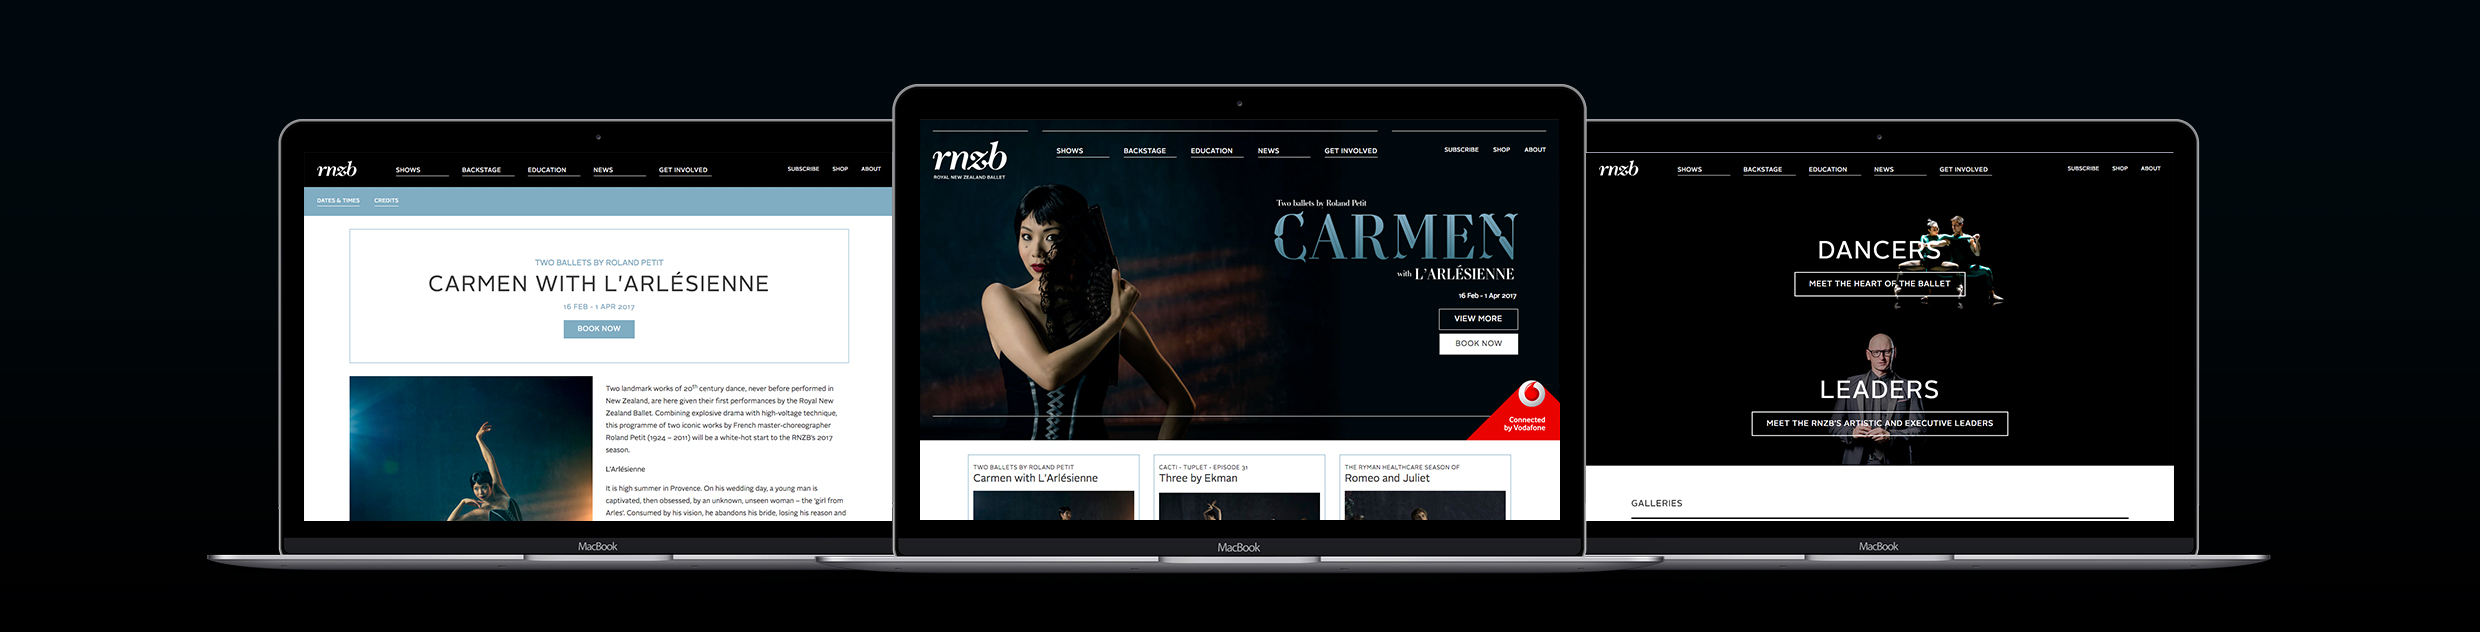 rnzb
SHOWS
BACKSTAGE
EDUCATION
NEWS
GET INVOLVED
SUBSCRIBE
SHOP
ABOUT
DATES & TIMES
CREDITS
TWO BALLETS BY ROLAND PETIT
CARMEN WITH L'ARLÉSIENNE
16 FEB - 1 APR 2017
BOOK NOW
Two landmark works of 20th century dance, never before performed in
New Zealand, are here given their first performances by the Royal New
Zealand Ballet. Combining explosive drama with high-voltage technique,
this programme of two iconic works by French master-choreographer
Roland Petit (1924 – 2011) will be a white-hot start to the RNZB's 2017
season.
L'Arlésienne
It is high summer in Provence. On his wedding day, a young man is
captivated, then obsessed, by an unknown, unseen woman – the 'girl from
Arles'. Consumed by his vision, he abandons his bride, losing his reason and
MacBook
rnzb
ROYAL NEW ZEALAND BALLET
SHOWS
BACKSTAGE
EDUCATION
NEWS
GET INVOLVED
SUBSCRIBE
SHOP
ABOUT
Two ballets by Roland Petit
CARMEN
with L'ARLÉSIENNE
16 Feb - 1 Apr 2017
VIEW MORE
BOOK NOW
Connected
by Vodafone
TWO BALLETS BY ROLAND PETIT
Carmen with L'Arlésienne
CACTI - TUPLET - EPISODE 31
Three by Ekman
THE RYMAN HEALTHCARE SEASON OF
Romeo and Juliet
MacBook
rnzb
SHOWS
BACKSTAGE
EDUCATION
NEWS
GET INVOLVED
SUBSCRIBE
SHOP
ABOUT
DANCERS
MEET THE HEART OF THE BALLET
LEADERS
MEET THE RNZB'S ARTISTIC AND EXECUTIVE LEADERS
GALLERIES
MacBook